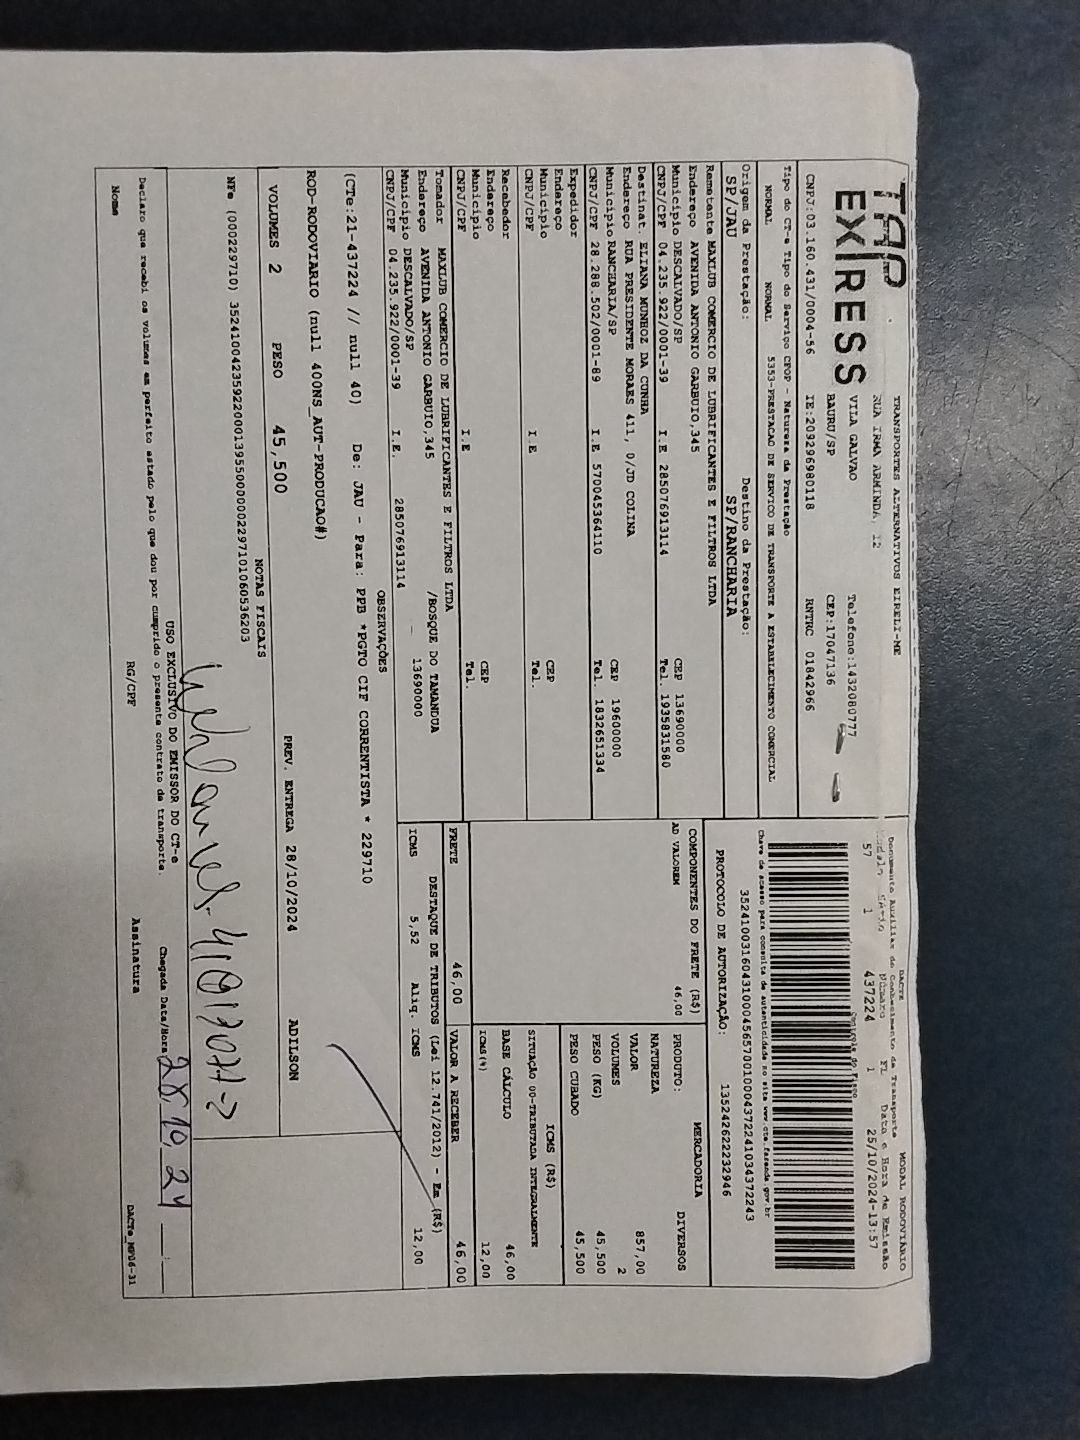 TAP
EXPRESS
TRANSPORTES ALTERNATIVOS EIRELI-ME
RUA IRMA ARMINDA, 12
VILA GALVAO Telefone:1432080777
BAURU/SP CEP:17047136
CNPJ:03.160.431/0004-56 IE:209296980118 RNTRC 01842966
DACTE MODAL RODOVIÁRIO
Documento Auxiliar do Conhecimento de Transporte
Modelo Série Número FL Data e Hora de Emissão
57 1 437224 1 25/10/2024-13:57
Controle do Fisco
Chave de acesso para consulta de autenticidade no site www.cte.fazenda.gov.br
PROTOCOLO DE AUTORIZAÇÃO: 135242622232946
Tipo do CT-e Tipo do Serviço CFOP - Natureza da Prestação
NORMAL NORMAL 5353-PRESTACAO DE SERVICO DE TRANSPORTE A ESTABELECIMENTO COMERCIAL
Origem da Prestação: Destino da Prestação:
SP/JAU SP/RANCHARIA
Remetente MAXLUB COMERCIO DE LUBRIFICANTES E FILTROS LTDA
Endereço AVENIDA ANTONIO GARBUIO,345
Município DESCALVADO/SP CEP 13690000
CNPJ/CPF 04.235.922/0001-39 I.E 285076913114 Tel. 1935831580
Destinat. ELIANA MUNHOZ DA CUNHA
Endereço RUA PRESIDENTE MORAES 411, 0/JD COLINA
Município RANCHARIA/SP CEP 19600000
CNPJ/CPF 28.288.502/0001-89 I.E 570045364110 Tel. 1832651334
Expedidor
Endereço
Município CEP
CNPJ/CPF I.E Tel.
Recebedor
Endereço
Município CEP
CNPJ/CPF I.E Tel.
Tomador MAXLUB COMERCIO DE LUBRIFICANTES E FILTROS LTDA
Endereço AVENIDA ANTONIO GARBUIO,345 /BOSQUE DO TAMANDUA
Município DESCALVADO/SP 13690000
CNPJ/CPF 04.235.922/0001-39 I.E. 285076913114
COMPONENTES DO FRETE (R$)
AD VALOREM 46,00
MERCADORIA
PRODUTO: DIVERSOS
NATUREZA
VALOR 857,00
VOLUMES 2
PESO (KG) 45,500
PESO CUBADO 45,500
ICMS (R$)
SITUAÇÃO 00-TRIBUTADA INTEGRALMENTE
BASE CÁLCULO 46,00
ICMS(%) 12,00
FRETE 46,00 VALOR A RECEBER 46,00
DESTAQUE DE TRIBUTOS (Lei 12.741/2012) - Em (R$)
ICMS 5,52 Aliq. ICMS 12,00
OBSERVAÇÕES
(CTe:21-437224 // null 40) De: JAU - Para: PPB *PGTO CIF CORRENTISTA * 229710
ROD-RODOVIARIO (null 400NS_AUT-PRODUCAO#)
VOLUMES 2 PESO 45,500 PREV. ENTREGA 28/10/2024 ADILSON
NOTAS FISCAIS
NFe (000229710)
USO EXCLUSIVO DO EMISSOR DO CT-e
Declaro que recebi os volumes em perfeito estado pelo que dou por cumprido o presente contrato de transporte.
Chegada Data/Hora 28/10/24
Nome RG/CPF Assinatura
DACTe_MP06-31